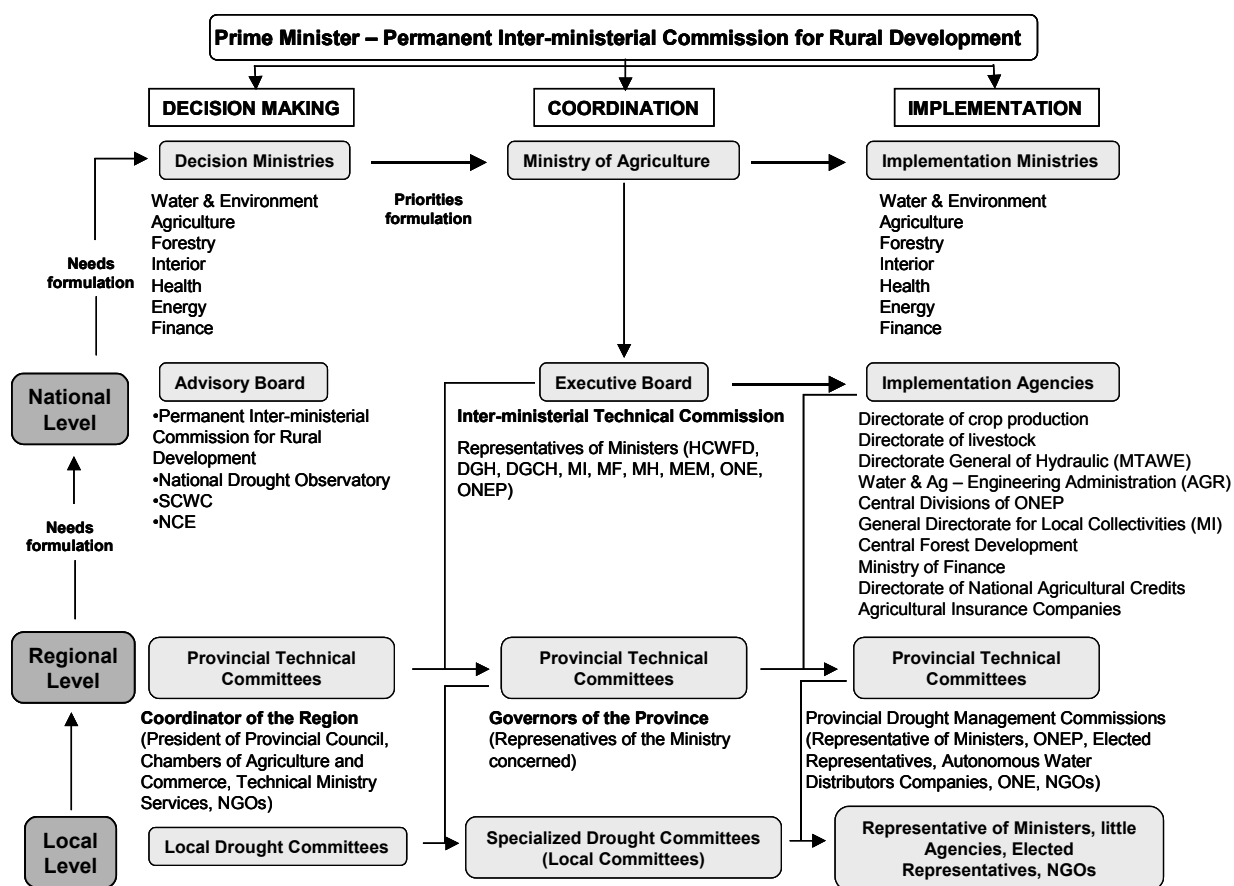 Prime Minister – Permanent Inter-ministerial Commission for Rural Development
DECISION MAKING
COORDINATION
IMPLEMENTATION
Decision Ministries
Ministry of Agriculture
Implementation Ministries
Water & Environment
Agriculture
Forestry
Interior
Health
Energy
Finance
Priorities
formulation
Water & Environment
Agriculture
Forestry
Interior
Health
Energy
Finance
Needs
formulation
National
Level
Advisory Board
•Permanent Inter-ministerial
Commission for Rural
Development
•National Drought Observatory
•SCWC
•NCE
Executive Board
Inter-ministerial Technical Commission
Representatives of Ministers (HCWFD,
DGH, DGCH, MI, MF, MH, MEM, ONE,
ONEP)
Implementation Agencies
Directorate of crop production
Directorate of livestock
Directorate General of Hydraulic (MTAWE)
Water & Ag – Engineering Administration (AGR)
Central Divisions of ONEP
General Directorate for Local Collectivities (MI)
Central Forest Development
Ministry of Finance
Directorate of National Agricultural Credits
Agricultural Insurance Companies
Needs
formulation
Regional
Level
Provincial Technical
Committees
Coordinator of the Region
(President of Provincial Council,
Chambers of Agriculture and
Commerce, Technical Ministry
Services, NGOs)
Provincial Technical
Committees
Governors of the Province
(Represenatives of the Ministry
concerned)
Provincial Technical
Committees
Provincial Drought Management Commissions
(Representative of Ministers, ONEP, Elected
Representatives, Autonomous Water
Distributors Companies, ONE, NGOs)
Local
Level
Local Drought Committees
Specialized Drought Committees
(Local Committees)
Representative of Ministers, little
Agencies, Elected
Representatives, NGOs